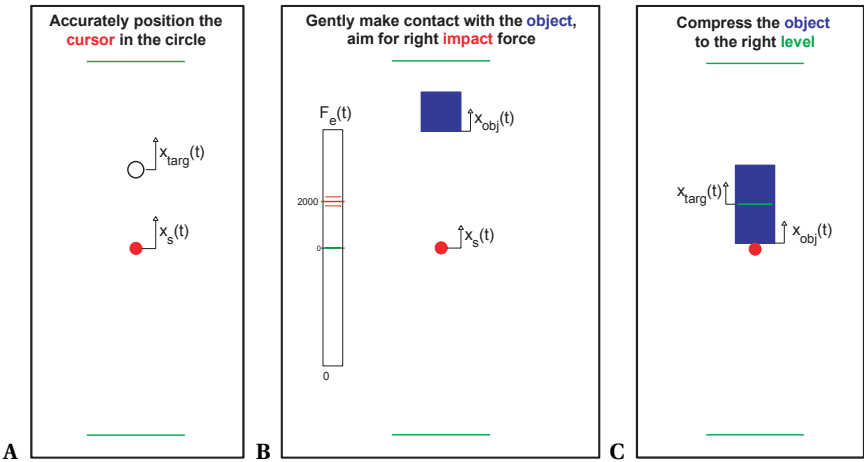 Accurately position the
cursor in the circle
x_targ(t)
x_s(t)
A
Gently make contact with the object,
aim for right impact force
F_e(t)
x_obj(t)
2000
x_s(t)
0
0
B
Compress the object
to the right level
x_targ(t)
x_obj(t)
C